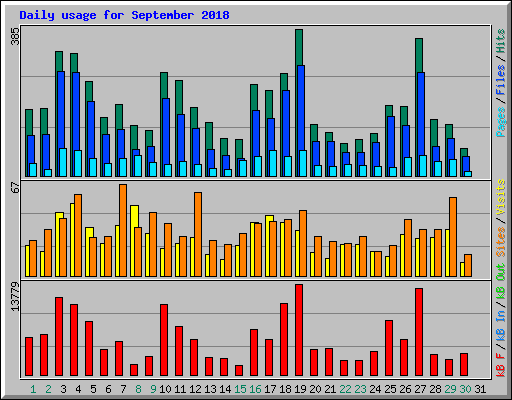 Daily usage for September 2018
385
Pages / Files / Hits
67
kB F / kB In / kB Out Sites / Visits
13779
1 2 3 4 5 6 7 8 9 10 11 12 13 14 15 16 17 18 19 20 21 22 23 24 25 26 27 28 29 30 31